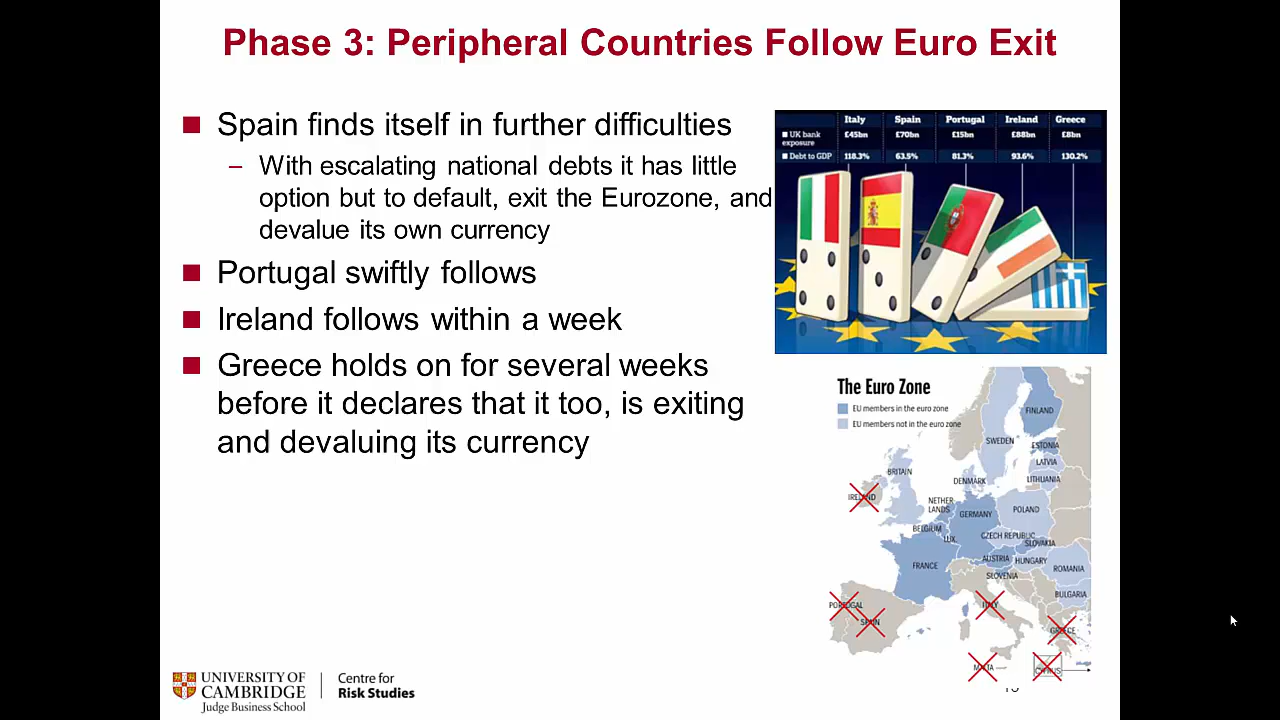 Phase 3: Peripheral Countries Follow Euro Exit
Spain finds itself in further difficulties
– With escalating national debts it has little
option but to default, exit the Eurozone, and
devalue its own currency
Portugal swiftly follows
Ireland follows within a week
Greece holds on for several weeks
before it declares that it too, is exiting
and devaluing its currency
Italy Spain Portugal Ireland Greece
UK bank exposure £45bn £70bn £15bn £88bn £8bn
Debt to GDP 118.3% 63.5% 81.3% 93.6% 130.2%
The Euro Zone
EU members in the euro zone
EU members not in the euro zone
FINLAND
SWEDEN
ESTONIA
LATVIA
LITHUANIA
BRITAIN
DENMARK
IRELAND
NETHER
LANDS
GERMANY
POLAND
BELGIUM
LUX.
CZECH REPUBLIC
SLOVAKIA
AUSTRIA
HUNGARY
FRANCE
ROMANIA
SLOVENIA
BULGARIA
PORTUGAL
SPAIN
ITALY
GREECE
MALTA
CYPRUS
UNIVERSITY OF
CAMBRIDGE
Judge Business School
Centre for
Risk Studies